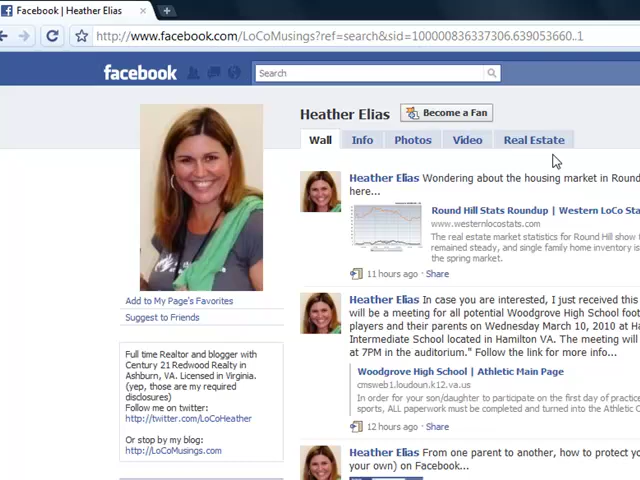 Facebook | Heather Elias
http://www.facebook.com/LoCoMusings?ref=search&sid=100000836337306.639053660..1
facebook
Search
Heather Elias
Become a Fan
Wall Info Photos Video Real Estate
Heather Elias Wondering about the housing market in Round
here...
Round Hill Stats Roundup | Western LoCo Sta
www.westernlocostats.com
The real estate market statistics for Round Hill show
remained steady, and single family home inventory is
the spring market.
11 hours ago · Share
Add to My Page's Favorites
Suggest to Friends
Heather Elias In case you are interested, I just received this
will be a meeting for all potential Woodgrove High School foot
players and their parents on Wednesday March 10, 2010 at Ha
Intermediate School located in Hamilton VA. The meeting will
at 7PM in the auditorium." Follow the link for more info...
Woodgrove High School | Athletic Main Page
cmsweb1.loudoun.k12.va.us
In order for your son/daughter to participate on the first day of practice
sports, ALL paperwork must be completed and turned into the Athletic O
12 hours ago · Share
Full time Realtor and blogger with
Century 21 Redwood Realty in
Ashburn, VA. Licensed in Virginia.
(yep, those are my required
disclosures)
Follow me on twitter:
http://twitter.com/LoCoHeather
Or stop by my blog:
http://LoCoMusings.com
Heather Elias From one parent to another, how to protect yo
your own) on Facebook...